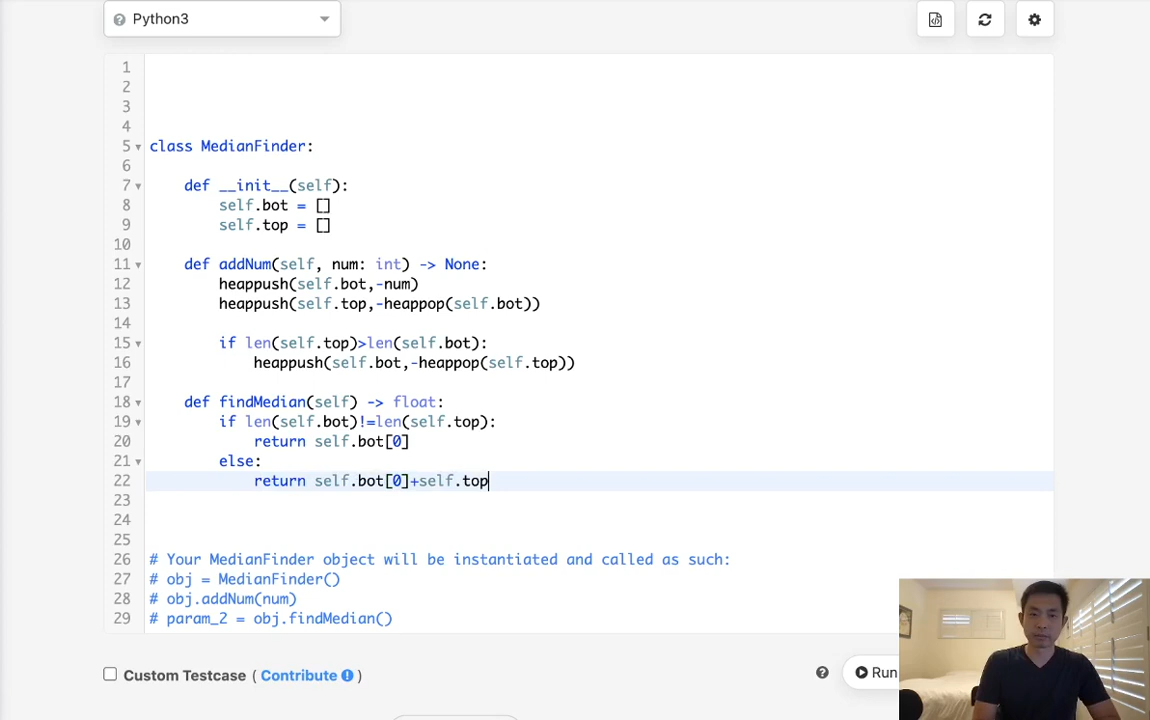 Python3
1
2
3
4
5 class MedianFinder:
6
7 def __init__(self):
8 self.bot = []
9 self.top = []
10
11 def addNum(self, num: int) -> None:
12 heappush(self.bot,-num)
13 heappush(self.top,-heappop(self.bot))
14
15 if len(self.top)>len(self.bot):
16 heappush(self.bot,-heappop(self.top))
17
18 def findMedian(self) -> float:
19 if len(self.bot)!=len(self.top):
20 return self.bot[0]
21 else:
22 return self.bot[0]+self.top
23
24
25
26 # Your MedianFinder object will be instantiated and called as such:
27 # obj = MedianFinder()
28 # obj.addNum(num)
29 # param_2 = obj.findMedian()
Custom Testcase ( Contribute )
Run